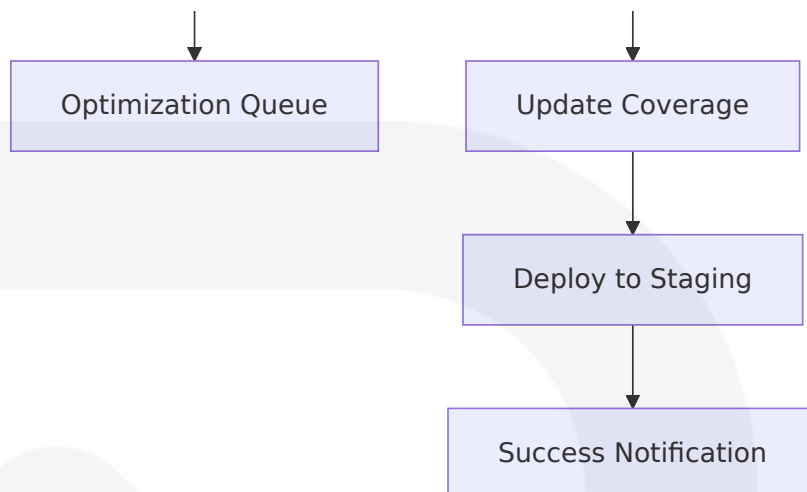 Optimization Queue
Update Coverage
Deploy to Staging
Success Notification